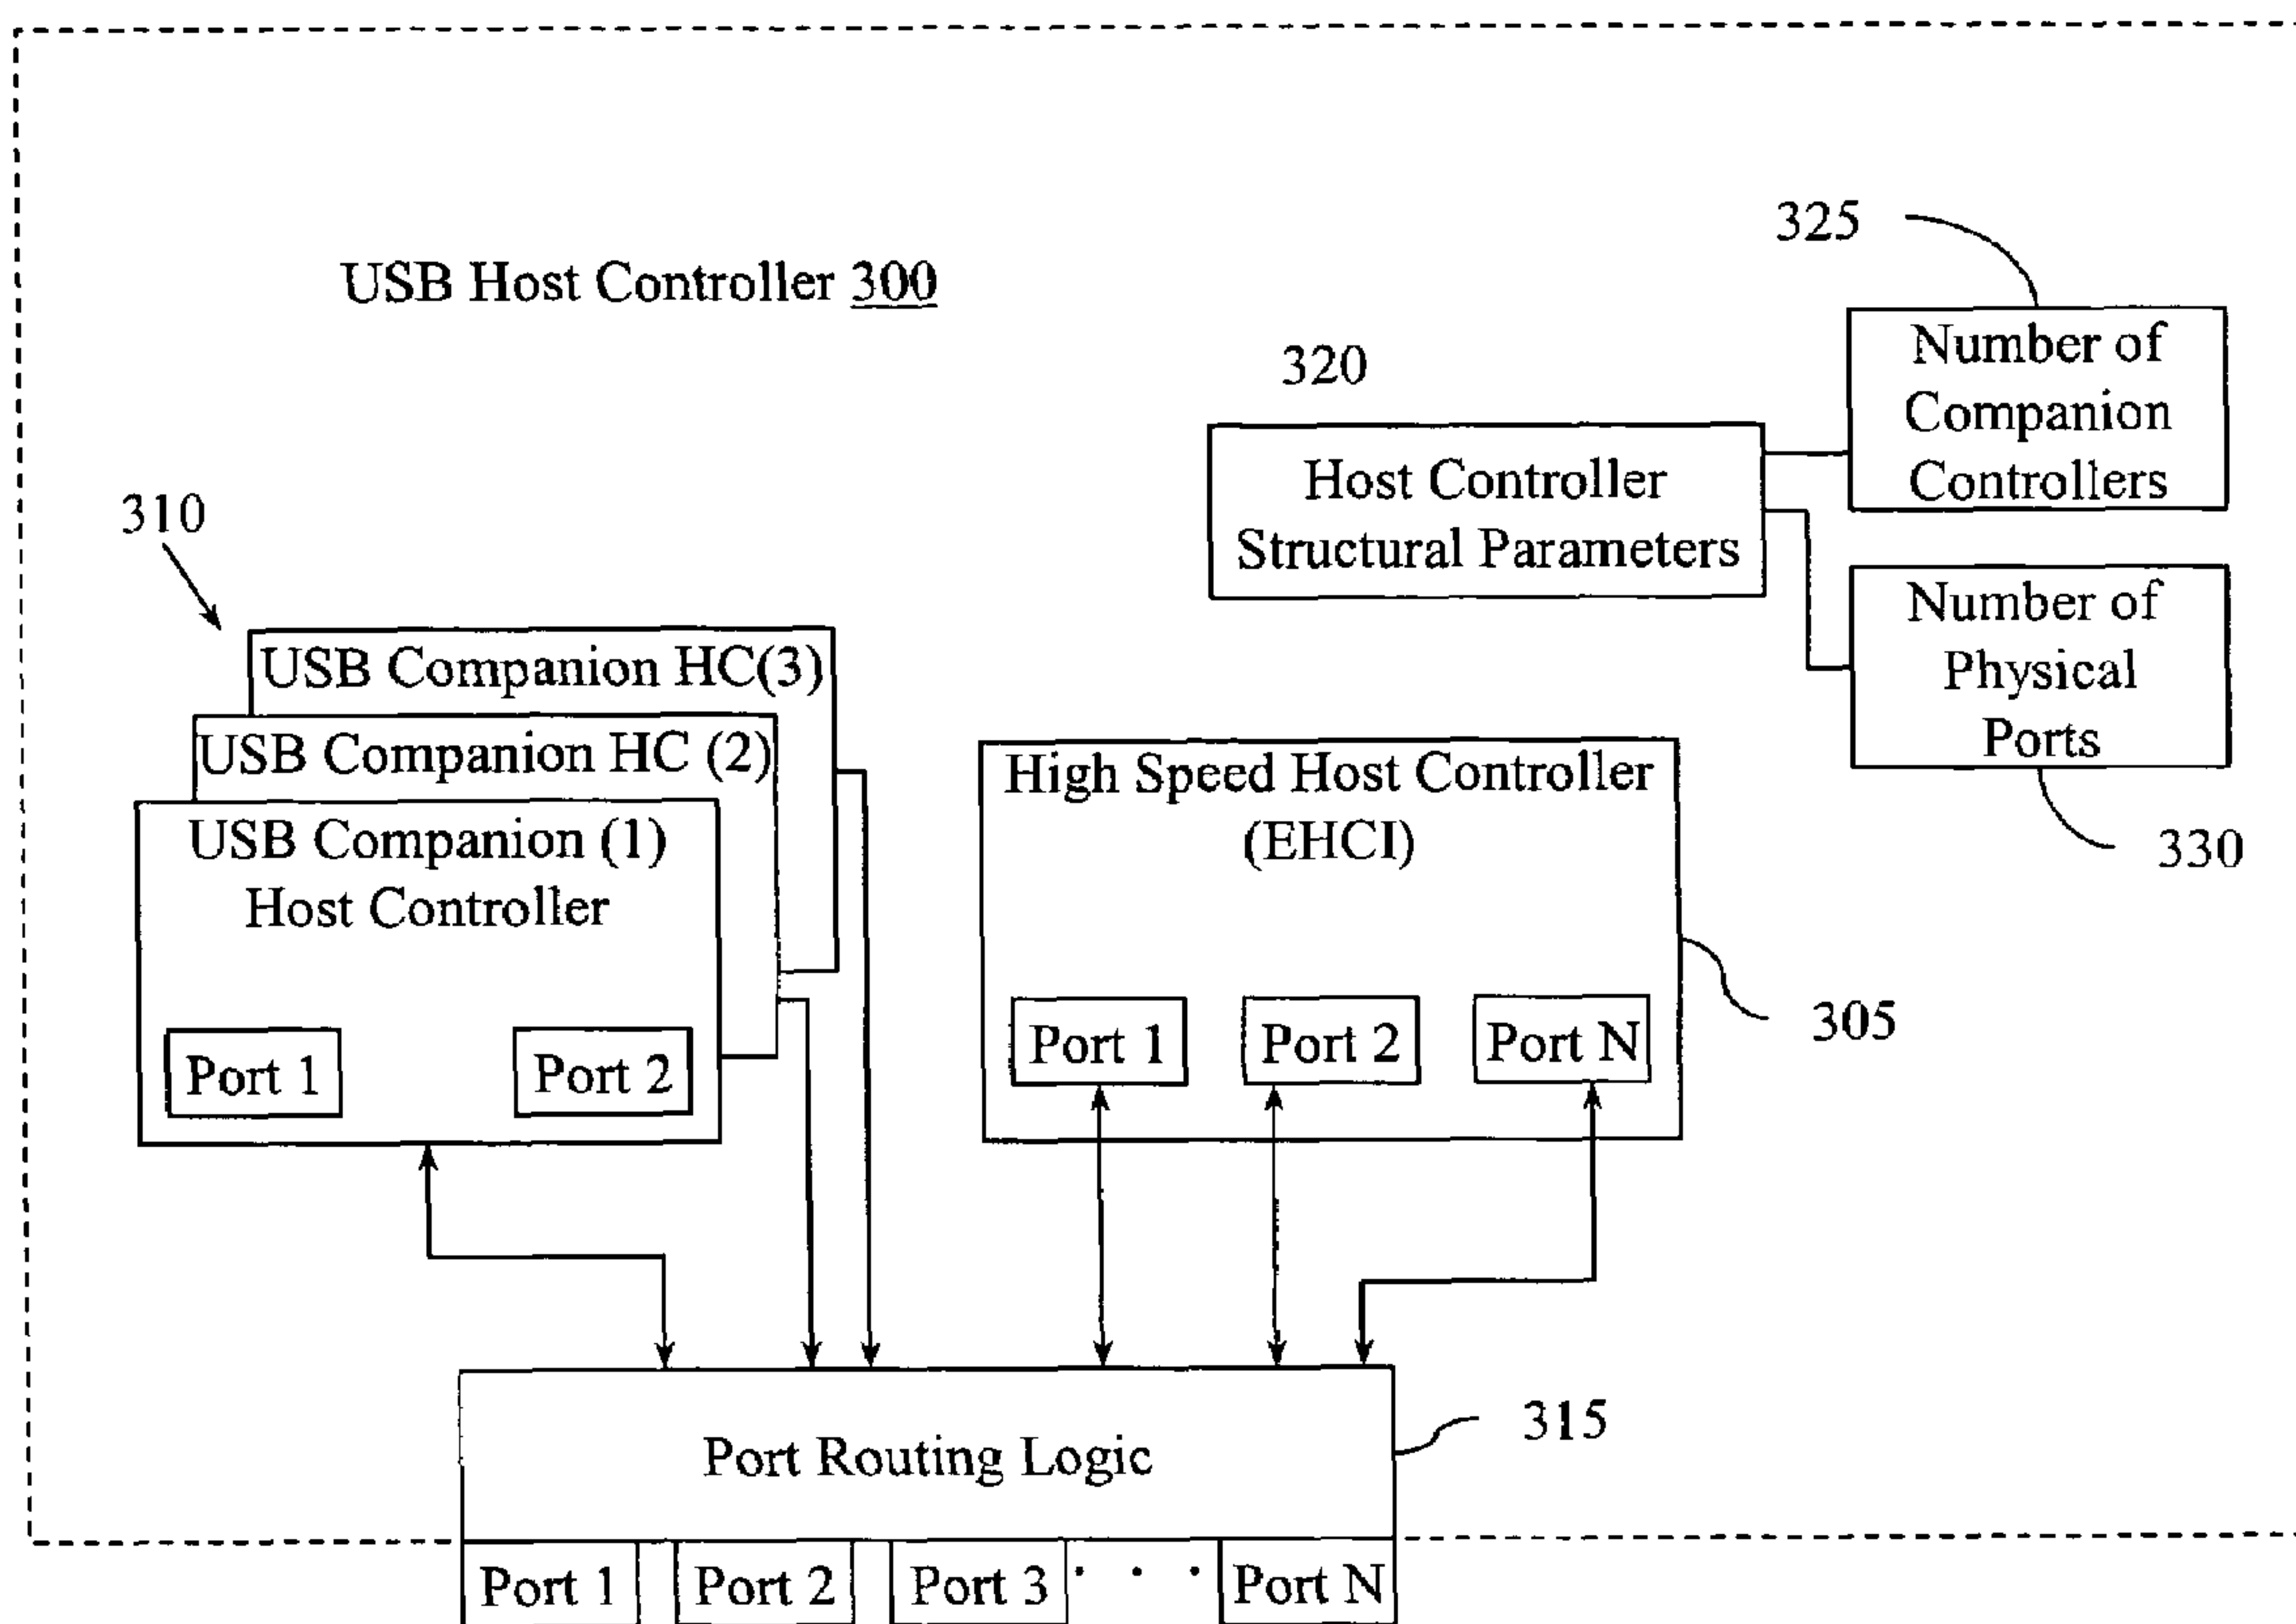 USB Host Controller 300
325
Number of
Companion
Controllers
320
Host Controller
Structural Parameters
Number of
Physical
Ports
330
310
USB Companion HC(3)
USB Companion HC (2)
USB Companion (1)
Host Controller
Port 1
Port 2
High Speed Host Controller
(EHCI)
Port 1
Port 2
Port N
305
Port Routing Logic
315
Port 1
Port 2
Port 3
. . .
Port N